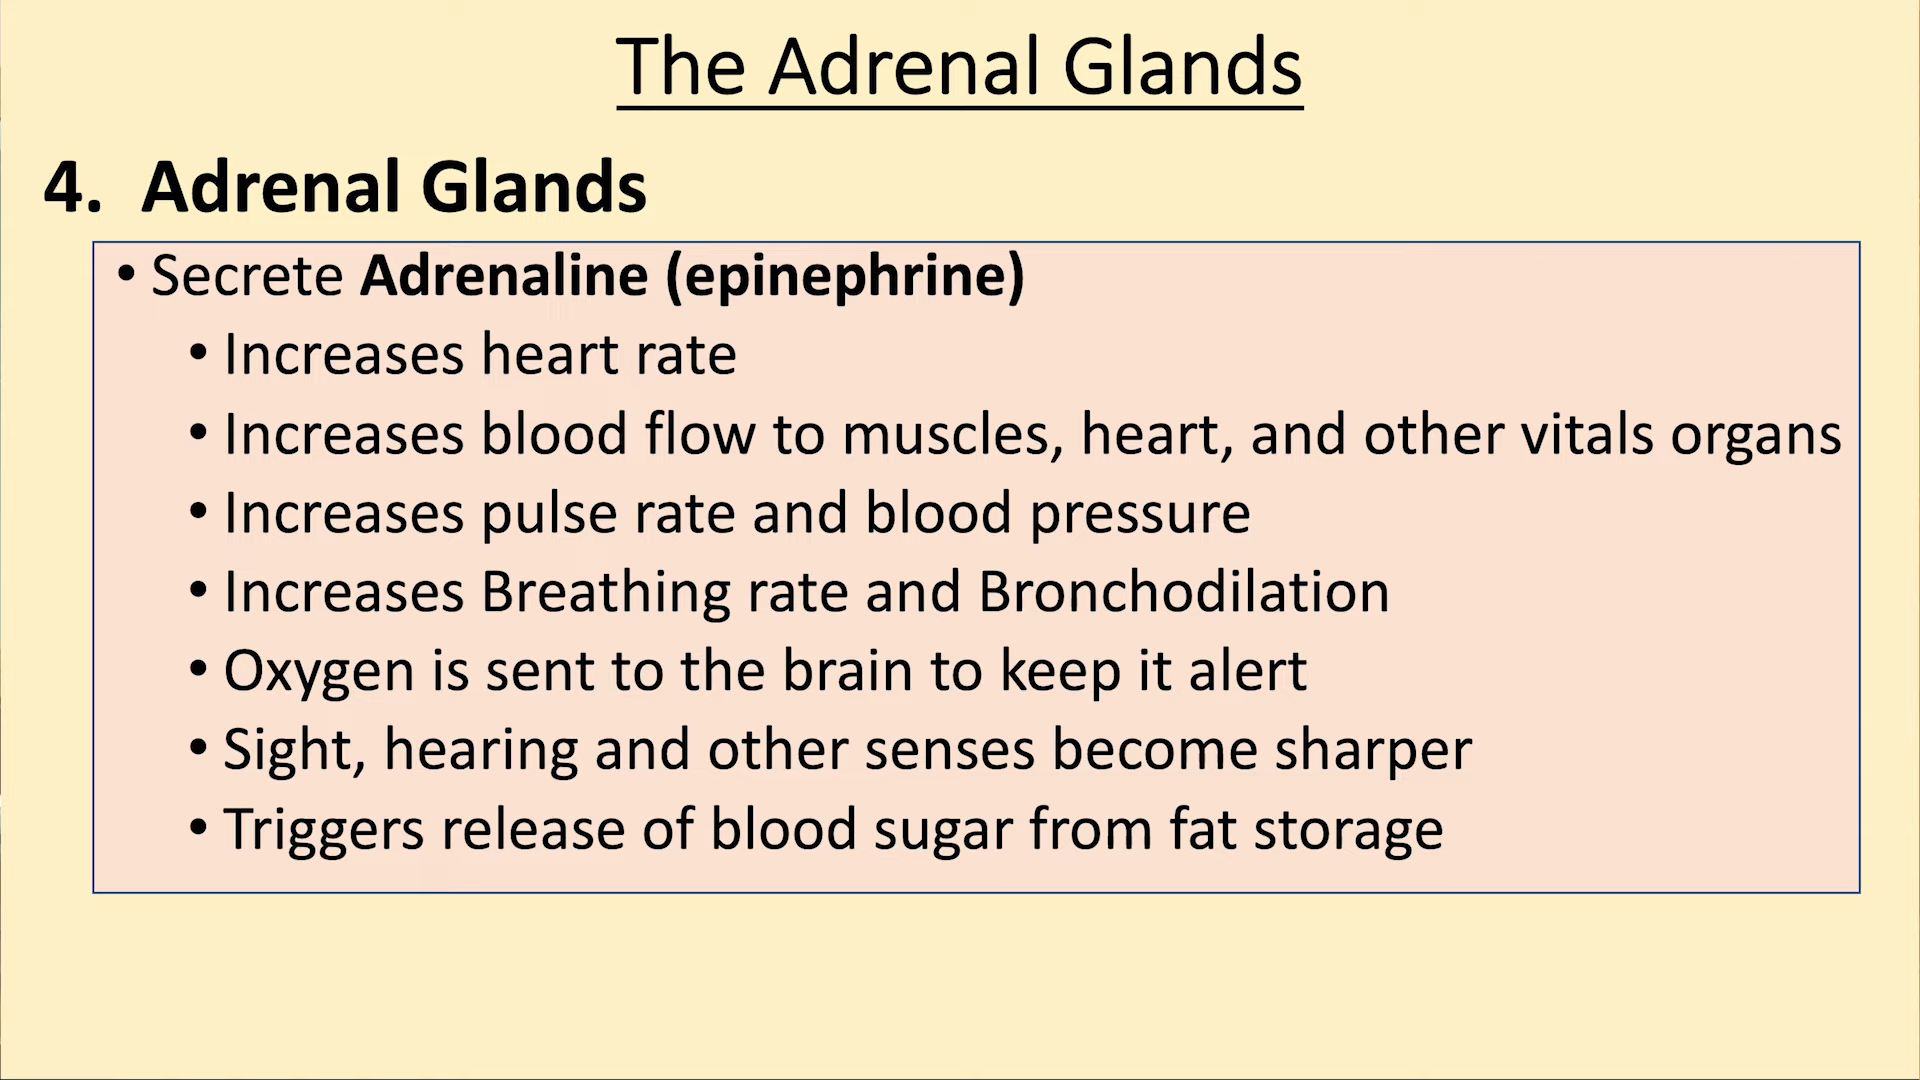 The Adrenal Glands
4. Adrenal Glands
• Secrete Adrenaline (epinephrine)
• Increases heart rate
• Increases blood flow to muscles, heart, and other vitals organs
• Increases pulse rate and blood pressure
• Increases Breathing rate and Bronchodilation
• Oxygen is sent to the brain to keep it alert
• Sight, hearing and other senses become sharper
• Triggers release of blood sugar from fat storage